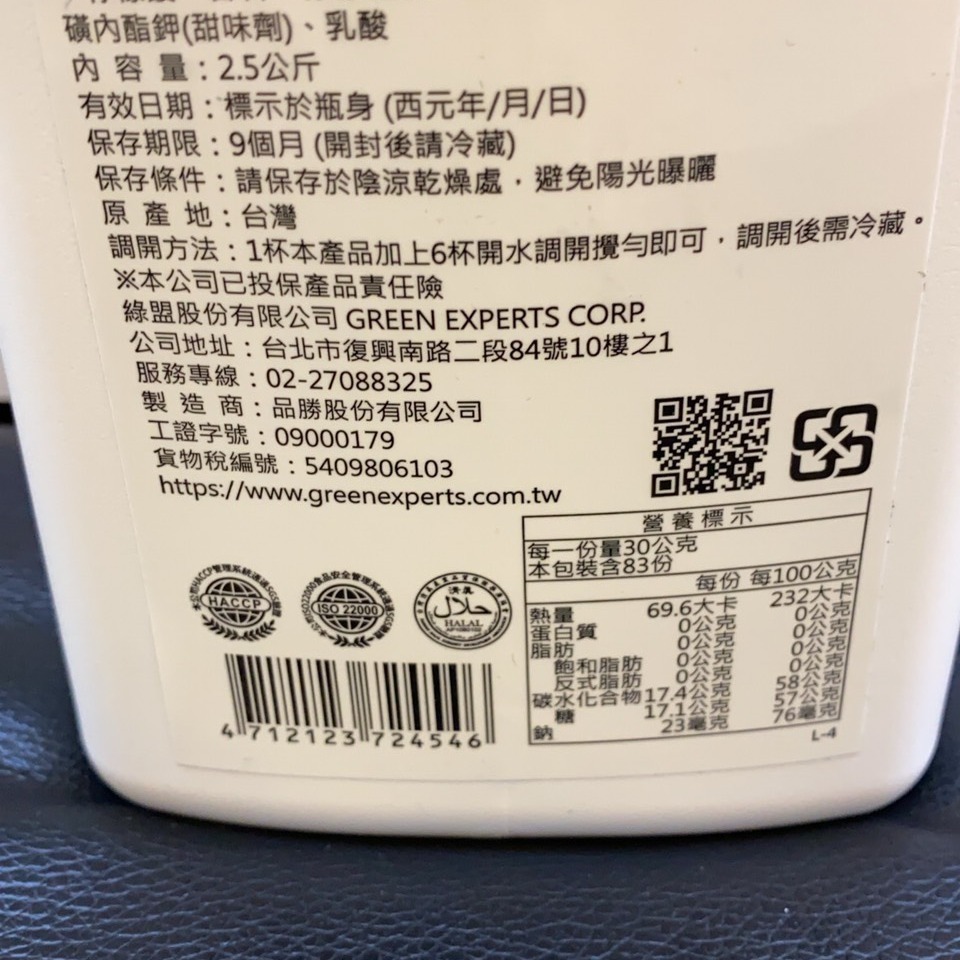 磺內酯鉀(甜味劑)、乳酸
內 容 量：2.5公斤
有效日期：標示於瓶身 (西元年/月/日)
保存期限：9個月 (開封後請冷藏)
保存條件：請保存於陰涼乾燥處，避免陽光曝曬
原 產 地：台灣
調開方法：1杯本產品加上6杯開水調開攪勻即可，調開後需冷藏。
※本公司已投保產品責任險
綠盟股份有限公司 GREEN EXPERTS CORP.
公司地址：台北市復興南路二段84號10樓之1
服務專線：02-27088325
製 造 商：品勝股份有限公司
工證字號：09000179
貨物稅編號：5409806103
https://www.greenexperts.com.tw
營養標示
每一份量30公克
本包裝含83份
每份 每100公克
熱量 69.6大卡 232大卡
蛋白質 0公克 0公克
脂肪 0公克 0公克
飽和脂肪 0公克 0公克
反式脂肪 0公克 0公克
碳水化合物 17.4公克 58公克
糖 17.1公克 57公克
鈉 23毫克 76毫克
L-4
HACCP
ISO 22000
清真
حلال
HALAL
4 712123 724546